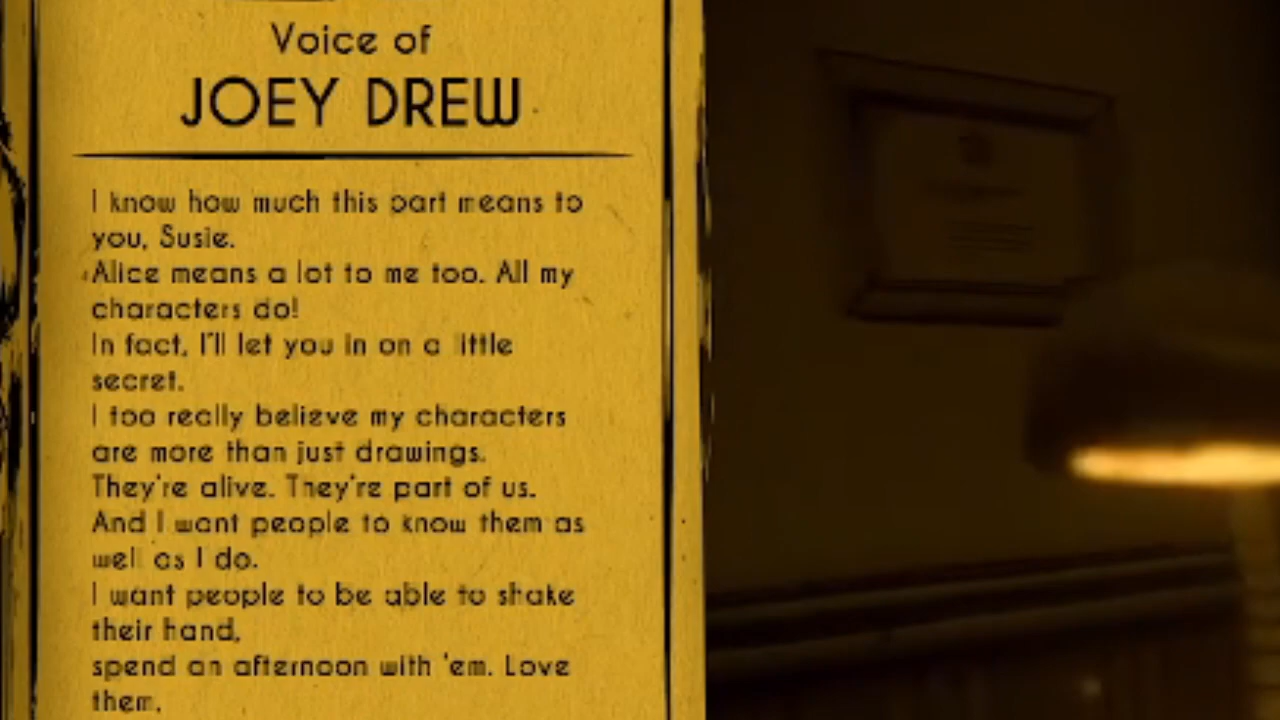 Voice of
JOEY DREW
I know how much this part means to
you, Susie.
Alice means a lot to me too. All my
characters do!
In fact, I'll let you in on a little
secret.
I too really believe my characters
are more than just drawings.
They're alive. They're part of us.
And I want people to know them as
well as I do.
I want people to be able to shake
their hand,
spend an afternoon with 'em. Love
them,